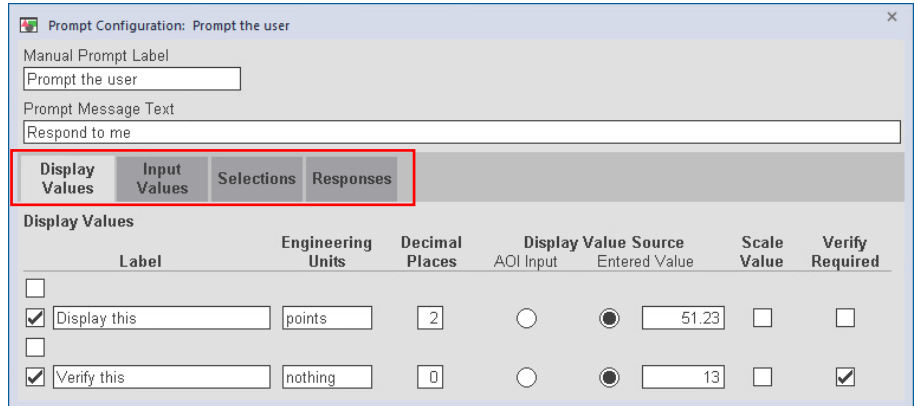 Prompt Configuration: Prompt the user
Manual Prompt Label
Prompt the user
Prompt Message Text
Respond to me
Display Values Input Values Selections Responses
Display Values
Label Engineering Units Decimal Places Display Value Source AOI Input Entered Value Scale Value Verify Required
Display this points 2 51.23
Verify this nothing 0 13